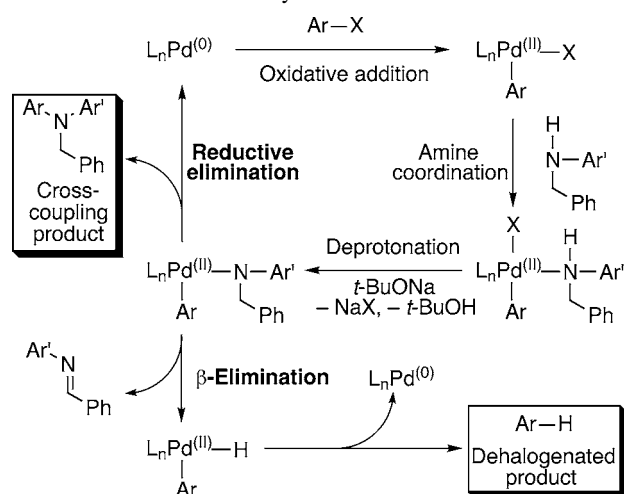 Ar–X
LₙPd⁽⁰⁾
Oxidative addition
LₙPd⁽ᴵᴵ⁾–X
Ar
Ar
Ar'
N
Ph
Cross-
coupling
product
Reductive
elimination
Amine
coordination
H
N–Ar'
Ph
X
H
LₙPd⁽ᴵᴵ⁾–N–Ar'
Ar
Ph
Deprotonation
t-BuONa
– NaX, – t-BuOH
LₙPd⁽ᴵᴵ⁾–N–Ar'
Ar
Ph
Ar'
N
Ph
β-Elimination
LₙPd⁽⁰⁾
LₙPd⁽ᴵᴵ⁾–H
Ar
Ar–H
Dehalogenated
product